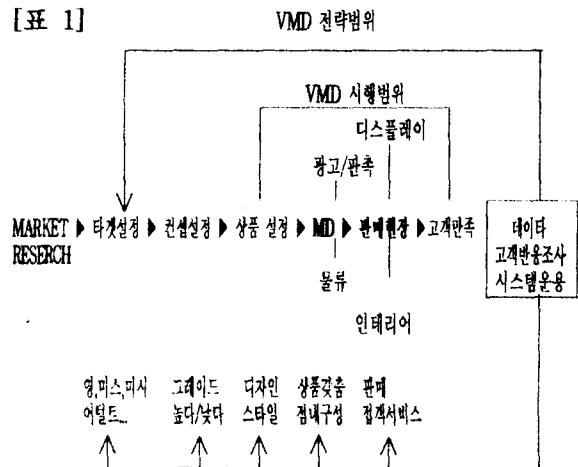 [표 1]
VMD 전략범위
VMD 시행범위
디스플레이
광고/판촉
MARKET ▶ 타겟설정 ▶ 컨셉설정 ▶ 상품 설정 ▶ MD ▶ 판매현장 ▶ 고객만족
RESERCH
데이타
고객반응조사
시스템운용
물류
인테리어
영,미스,미시 그레이드 디자인 상품갖춤 판매
어덜트... 높다/낮다 스타일 점내구성 접객서비스